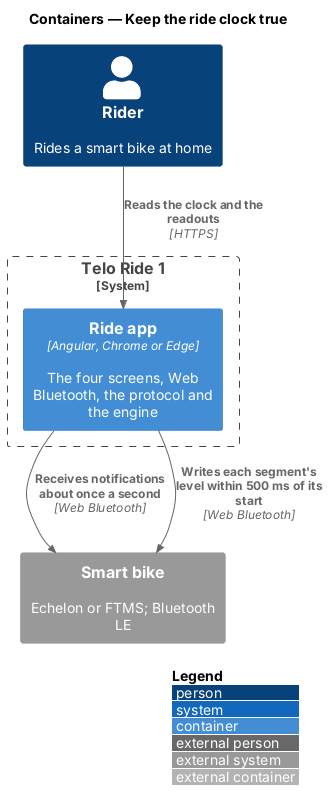 Containers — Keep the ride clock true
Rider
Rides a smart bike at home
Reads the clock and the
readouts
[HTTPS]
Telo Ride 1
[System]
Ride app
[Angular, Chrome or Edge]
The four screens, Web
Bluetooth, the protocol and
the engine
Receives notifications
about once a second
[Web Bluetooth]
Writes each segment's
level within 500 ms of its
start
[Web Bluetooth]
Smart bike
Echelon or FTMS; Bluetooth
LE
Legend
person
system
container
external person
external system
external container